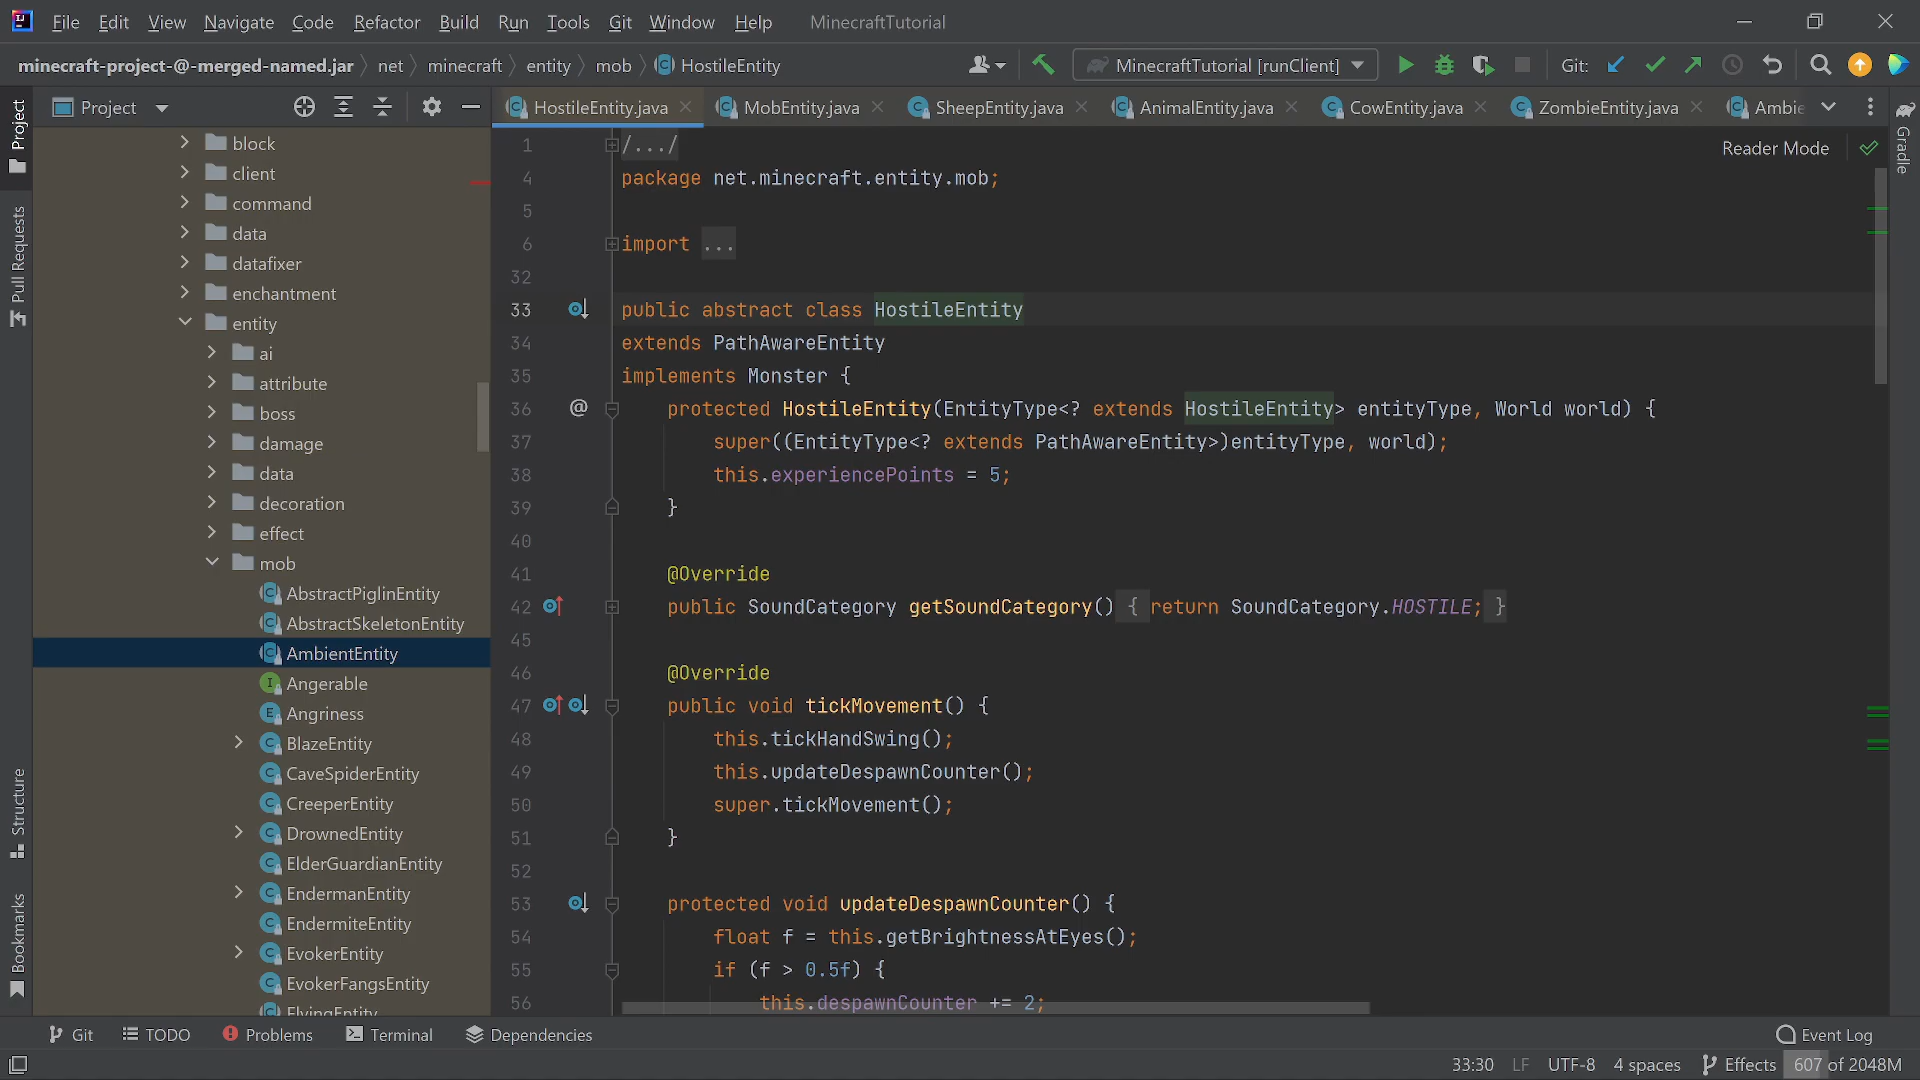 File Edit View Navigate Code Refactor Build Run Tools Git Window Help MinecraftTutorial
minecraft-project-@-merged-named.jar net minecraft entity mob HostileEntity MinecraftTutorial [runClient] Git:
Project
HostileEntity.java MobEntity.java SheepEntity.java AnimalEntity.java CowEntity.java ZombieEntity.java Ambie
Project
Pull Requests
Structure
Bookmarks
Gradle
block
client
command
data
datafixer
enchantment
entity
ai
attribute
boss
damage
data
decoration
effect
mob
AbstractPiglinEntity
AbstractSkeletonEntity
AmbientEntity
Angerable
Angriness
BlazeEntity
CaveSpiderEntity
CreeperEntity
DrownedEntity
ElderGuardianEntity
EndermanEntity
EndermiteEntity
EvokerEntity
EvokerFangsEntity
FlyingEntity
Reader Mode
1 /.../
4 package net.minecraft.entity.mob;
5
6 import ...
32
33 public abstract class HostileEntity
34 extends PathAwareEntity
35 implements Monster {
36 @ protected HostileEntity(EntityType<? extends HostileEntity> entityType, World world) {
37 super((EntityType<? extends PathAwareEntity>)entityType, world);
38 this.experiencePoints = 5;
39 }
40
41 @Override
42 public SoundCategory getSoundCategory() { return SoundCategory.HOSTILE; }
45
46 @Override
47 public void tickMovement() {
48 this.tickHandSwing();
49 this.updateDespawnCounter();
50 super.tickMovement();
51 }
52
53 protected void updateDespawnCounter() {
54 float f = this.getBrightnessAtEyes();
55 if (f > 0.5f) {
56 this.despawnCounter += 2;
Git TODO Problems Terminal Dependencies Event Log
33:30 LF UTF-8 4 spaces Effects 607 of 2048M